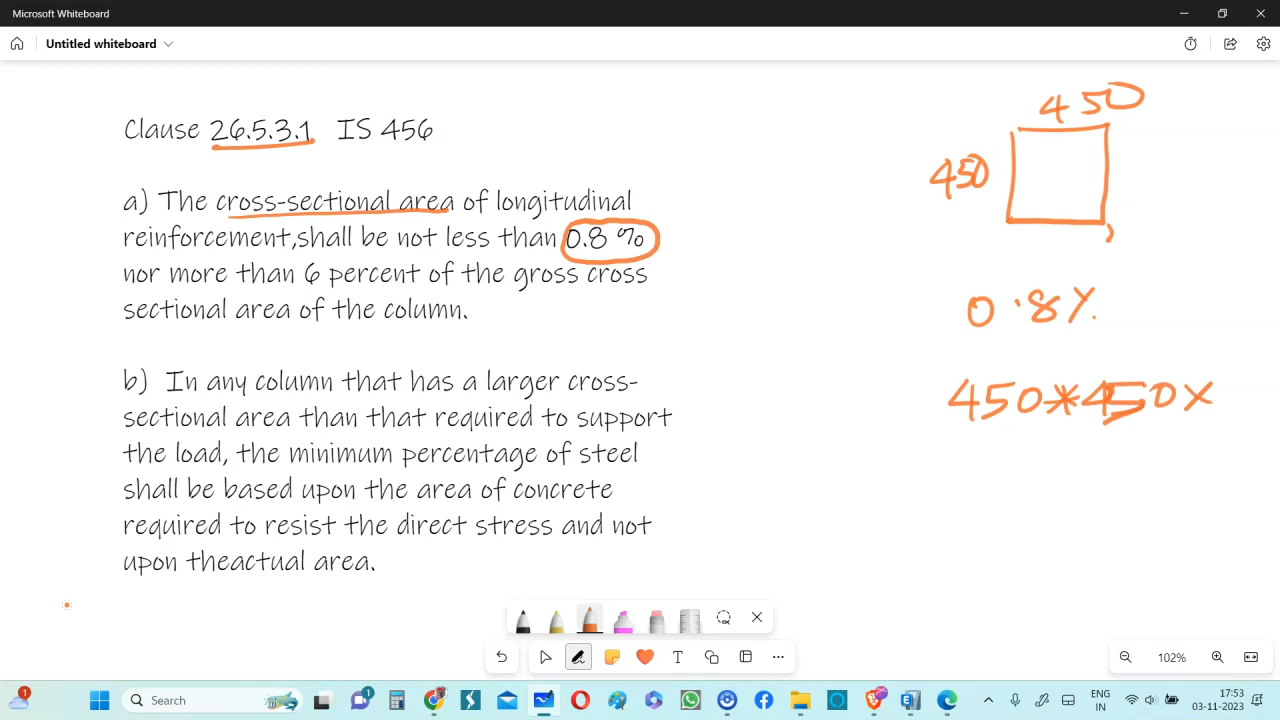 Microsoft Whiteboard
Untitled whiteboard
450
Clause 26.5.3.1 IS 456
450
a) The cross-sectional area of longitudinal
reinforcement,shall be not less than 0.8 %
nor more than 6 percent of the gross cross
sectional area of the column.
0.8%
b) In any column that has a larger cross-
sectional area than that required to support
the load, the minimum percentage of steel
shall be based upon the area of concrete
required to resist the direct stress and not
upon theactual area.
450*450x
102%
1
Search
1
ENG
IN
17:53
03-11-2023